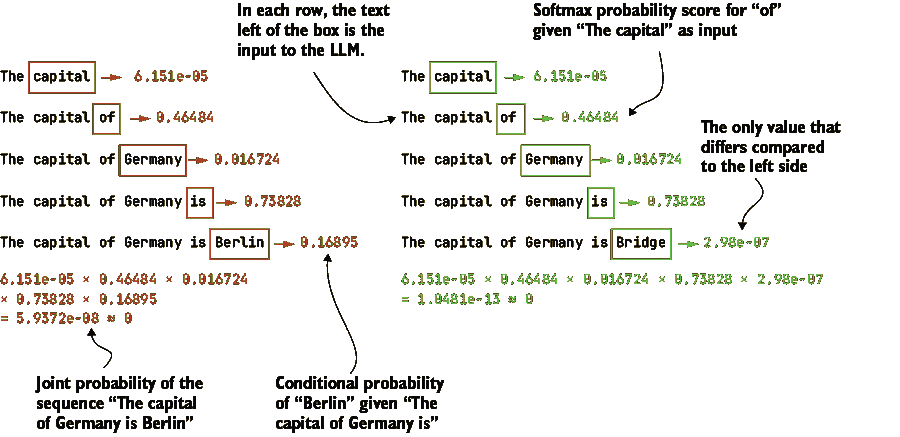 In each row, the text
left of the box is the
input to the LLM.
Softmax probability score for “of”
given “The capital” as input
The capital → 6.151e-05
The capital of → 0.46484
The capital of Germany → 0.016724
The capital of Germany is → 0.73828
The capital of Germany is Berlin → 0.16895
6.151e-05 × 0.46484 × 0.016724
× 0.73828 × 0.16895
= 5.9372e-08 ≈ 0
Joint probability of the
sequence “The capital
of Germany is Berlin”
Conditional probability
of “Berlin” given “The
capital of Germany is”
The capital → 6.151e-05
The capital of → 0.46484
The capital of Germany → 0.016724
The capital of Germany is → 0.73828
The capital of Germany is Bridge → 2.98e-07
The only value that
differs compared
to the left side
6.151e-05 × 0.46484 × 0.016724 × 0.73828 × 2.98e-07
= 1.0481e-13 ≈ 0